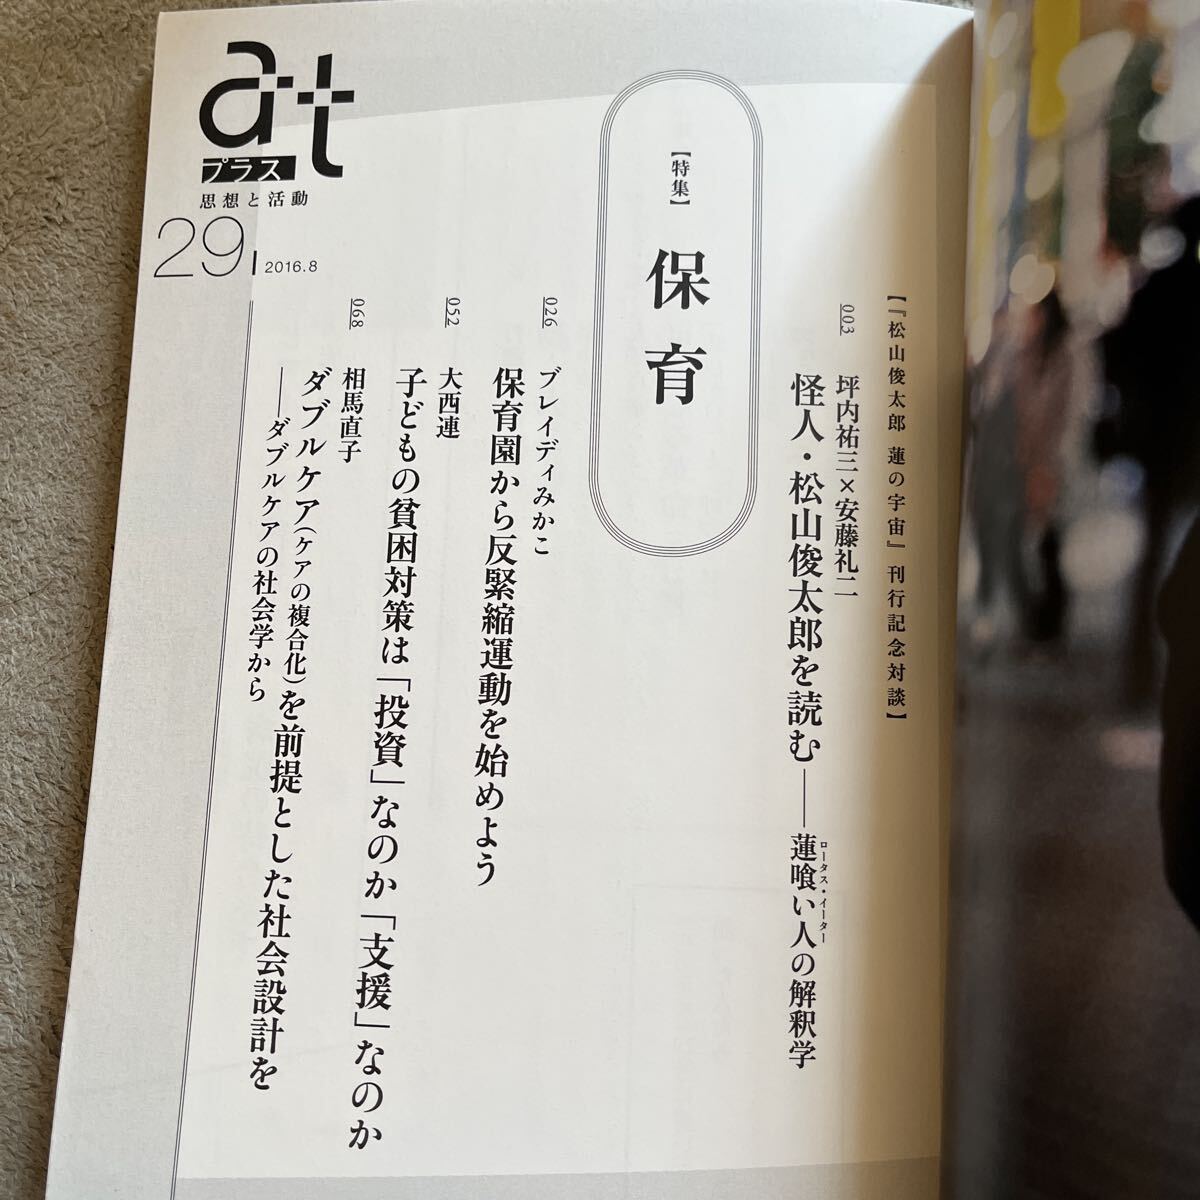 at
プラス
思想と活動
29
2016.8
【『松山俊太郎 蓮の宇宙』刊行記念対談】
003
坪内祐三×安藤礼二
怪人・松山俊太郎を読む――蓮喰い人の解釈学
ロータス・イーター
【特集】
保育
026
ブレイディみかこ
保育園から反緊縮運動を始めよう
052
大西連
子どもの貧困対策は「投資」なのか「支援」なのか
068
相馬直子
ダブルケア(ケアの複合化)を前提とした社会設計を
――ダブルケアの社会学から